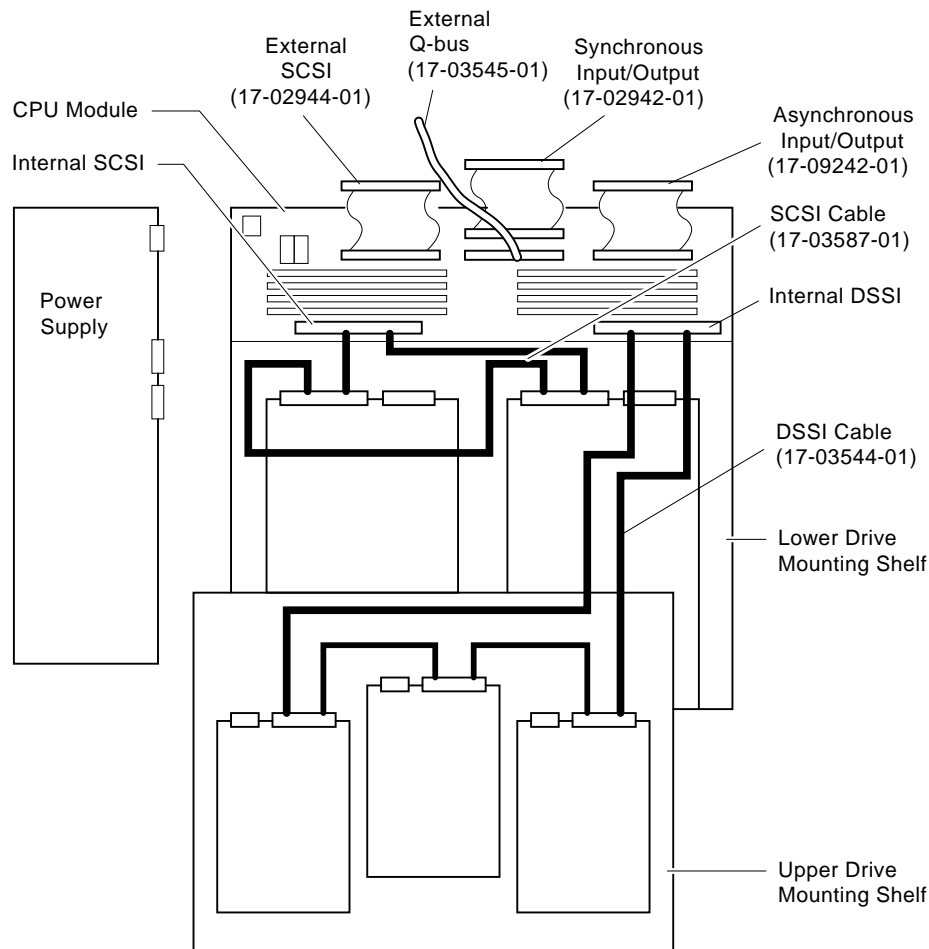 External
Q-bus
(17-03545-01)
External
SCSI
(17-02944-01)
Synchronous
Input/Output
(17-02942-01)
CPU Module
Asynchronous
Input/Output
(17-09242-01)
Internal SCSI
SCSI Cable
(17-03587-01)
Power
Supply
Internal DSSI
DSSI Cable
(17-03544-01)
Lower Drive
Mounting Shelf
Upper Drive
Mounting Shelf